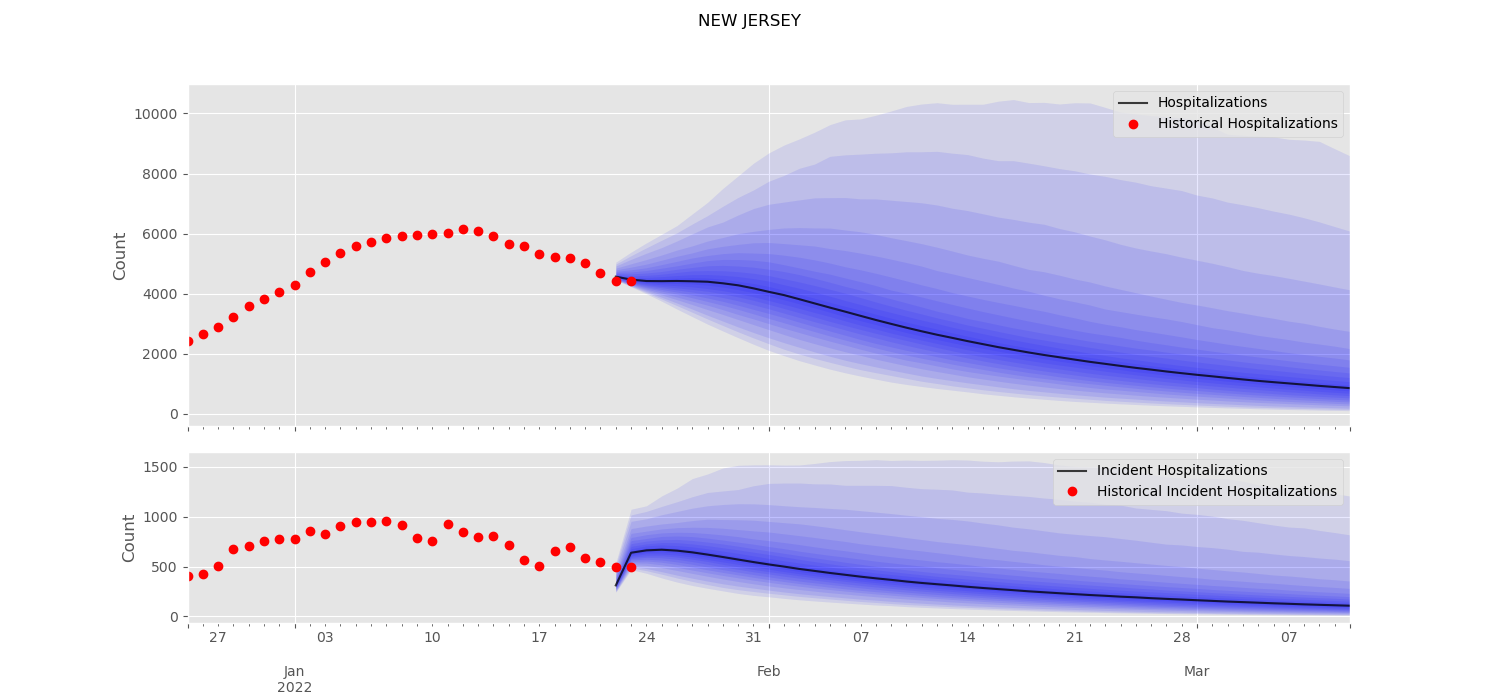 NEW JERSEY
10000
8000
6000
4000
2000
0
Count
Hospitalizations
Historical Hospitalizations
1500
1000
500
0
Count
Incident Hospitalizations
Historical Incident Hospitalizations
27 03 10 17 24 31 07 14 21 28 07
Jan Feb Mar
2022